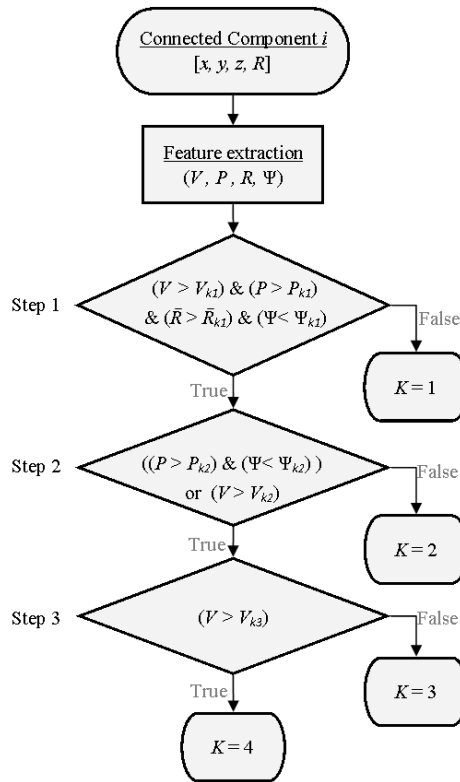 Connected Component i
[x, y, z, R]
Feature extraction
(V, P, R, Ψ)
Step 1
(V > Vk1) & (P > Pk1)
& (R̄ > R̄k1) & (Ψ< Ψk1)
False
True
K = 1
Step 2
((P > Pk2) & (Ψ< Ψk2) )
or (V > Vk2)
False
True
K = 2
Step 3
(V > Vk3)
False
True
K = 3
K = 4